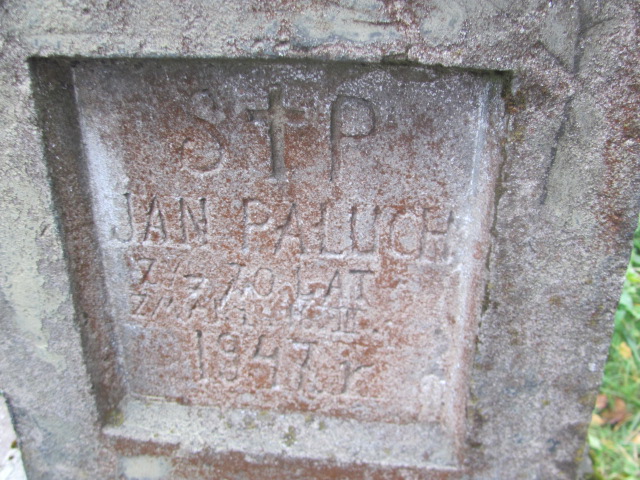 S † P
JAN PALUCH
70 LAT
1947 r